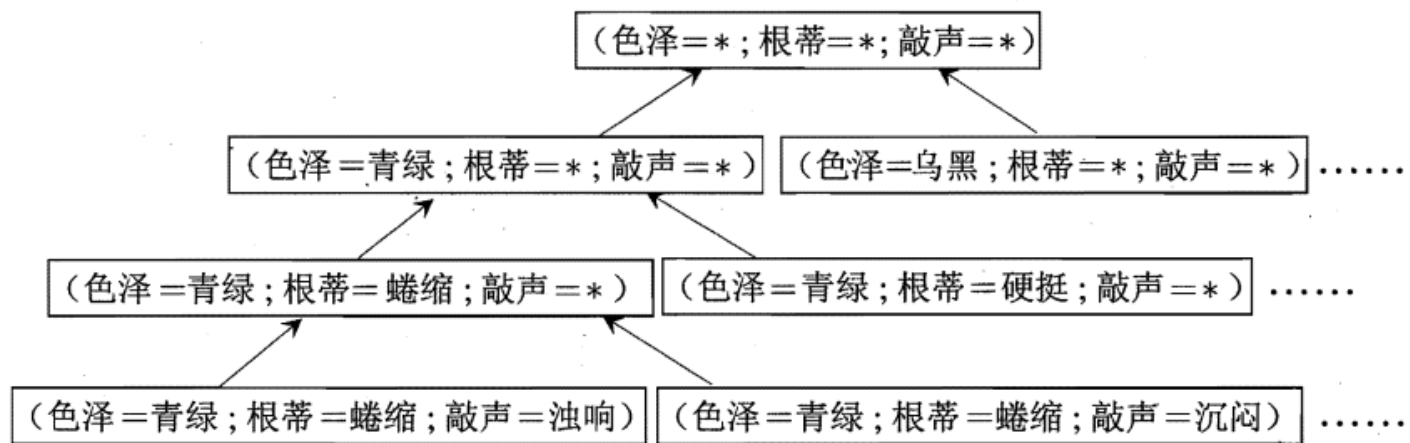 (色泽=*;根蒂=*;敲声=*)
(色泽=青绿;根蒂=*;敲声=*) (色泽=乌黑;根蒂=*;敲声=*) ······
(色泽=青绿;根蒂=蜷缩;敲声=*) (色泽=青绿;根蒂=硬挺;敲声=*) ······
(色泽=青绿;根蒂=蜷缩;敲声=浊响) (色泽=青绿;根蒂=蜷缩;敲声=沉闷) ······